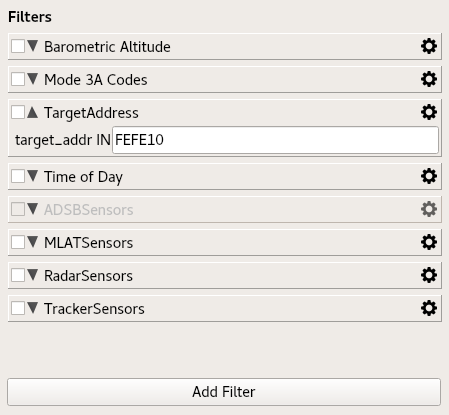 Filters
Barometric Altitude
Mode 3A Codes
TargetAddress
target_addr IN FEFE10
Time of Day
ADSBSensors
MLATSensors
RadarSensors
TrackerSensors
Add Filter